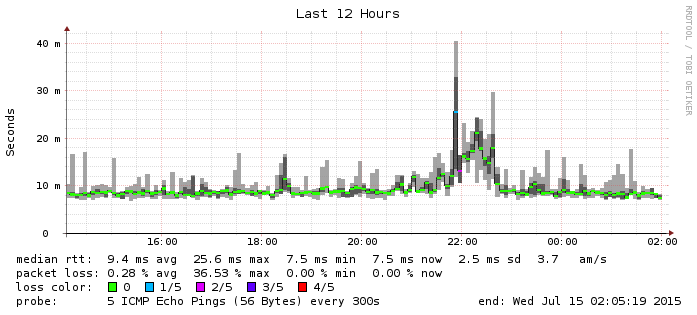 Last 12 Hours
RRDTOOL / TOBI OETIKER
Seconds
40 m
30 m
20 m
10 m
0
16:00 18:00 20:00 22:00 00:00 02:00
median rtt: 9.4 ms avg 25.6 ms max 7.5 ms min 7.5 ms now 2.5 ms sd 3.7 am/s
packet loss: 0.28 % avg 36.53 % max 0.00 % min 0.00 % now
loss color: 0 1/5 2/5 3/5 4/5
probe: 5 ICMP Echo Pings (56 Bytes) every 300s end: Wed Jul 15 02:05:19 2015